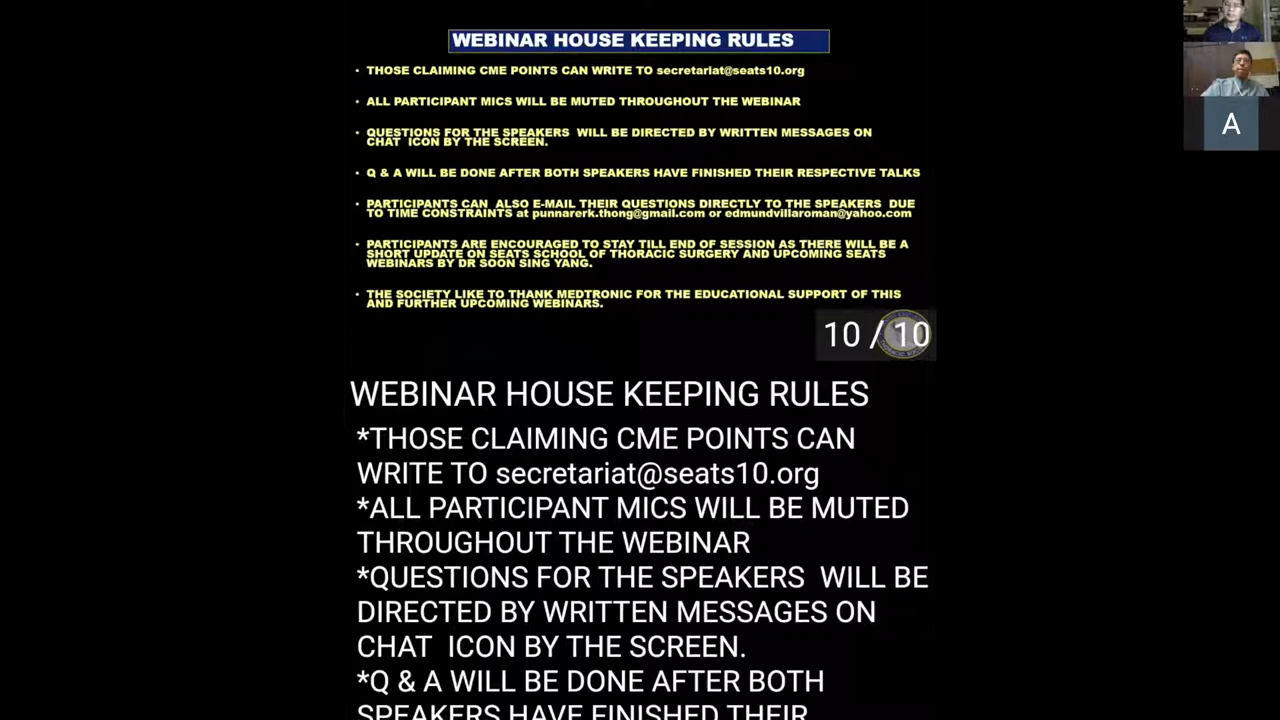 WEBINAR HOUSE KEEPING RULES
• THOSE CLAIMING CME POINTS CAN WRITE TO secretariat@seats10.org
• ALL PARTICIPANT MICS WILL BE MUTED THROUGHOUT THE WEBINAR
• QUESTIONS FOR THE SPEAKERS  WILL BE DIRECTED BY WRITTEN MESSAGES ON
CHAT  ICON BY THE SCREEN.
• Q & A WILL BE DONE AFTER BOTH SPEAKERS HAVE FINISHED THEIR RESPECTIVE TALKS
• PARTICIPANTS CAN  ALSO E-MAIL THEIR QUESTIONS DIRECTLY TO THE SPEAKERS  DUE
TO TIME CONSTRAINTS at punnarerk.thong@gmail.com or edmundvillaroman@yahoo.com
• PARTICIPANTS ARE ENCOURAGED TO STAY TILL END OF SESSION AS THERE WILL BE A
SHORT UPDATE ON SEATS SCHOOL OF THORACIC SURGERY AND UPCOMING SEATS
WEBINARS BY DR SOON SING YANG.
• THE SOCIETY LIKE TO THANK MEDTRONIC FOR THE EDUCATIONAL SUPPORT OF THIS
AND FURTHER UPCOMING WEBINARS.
10 / 10
WEBINAR HOUSE KEEPING RULES
*THOSE CLAIMING CME POINTS CAN
WRITE TO secretariat@seats10.org
*ALL PARTICIPANT MICS WILL BE MUTED
THROUGHOUT THE WEBINAR
*QUESTIONS FOR THE SPEAKERS  WILL BE
DIRECTED BY WRITTEN MESSAGES ON
CHAT  ICON BY THE SCREEN.
*Q & A WILL BE DONE AFTER BOTH
SPEAKERS HAVE FINISHED THEIR
A